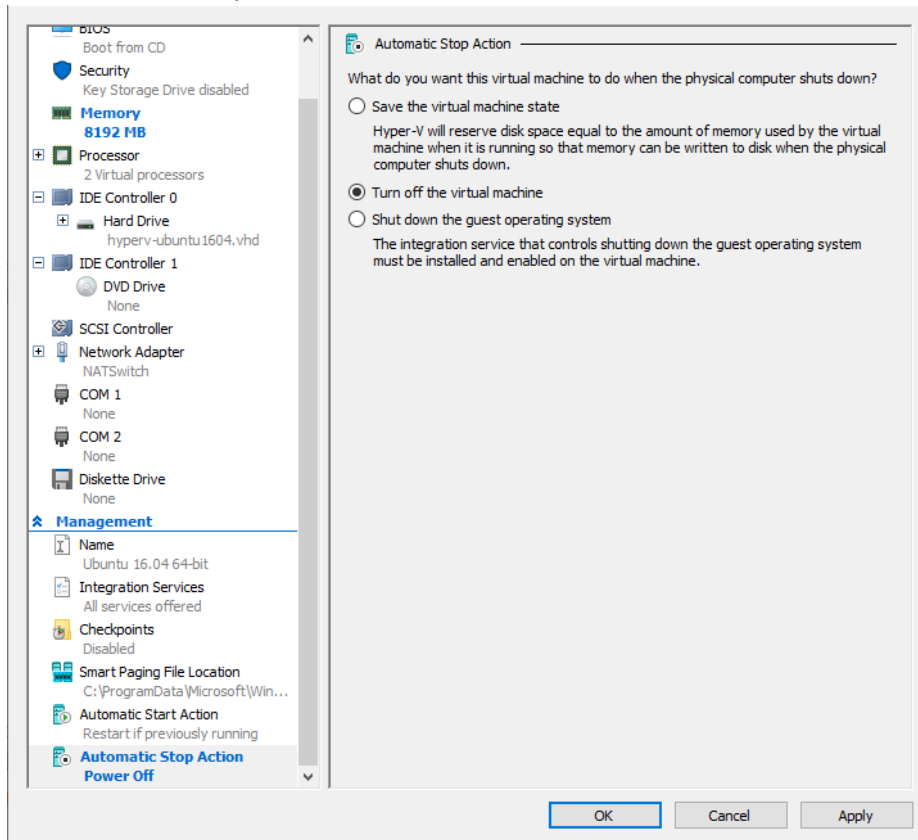 BIOS
Boot from CD
Security
Key Storage Drive disabled
Memory
8192 MB
Processor
2 Virtual processors
IDE Controller 0
Hard Drive
hyperv-ubuntu1604.vhd
IDE Controller 1
DVD Drive
None
SCSI Controller
Network Adapter
NATSwitch
COM 1
None
COM 2
None
Diskette Drive
None
Management
Name
Ubuntu 16.04 64-bit
Integration Services
All services offered
Checkpoints
Disabled
Smart Paging File Location
C:\ProgramData\Microsoft\Win...
Automatic Start Action
Restart if previously running
Automatic Stop Action
Power Off
Automatic Stop Action
What do you want this virtual machine to do when the physical computer shuts down?
Save the virtual machine state
Hyper-V will reserve disk space equal to the amount of memory used by the virtual
machine when it is running so that memory can be written to disk when the physical
computer shuts down.
Turn off the virtual machine
Shut down the guest operating system
The integration service that controls shutting down the guest operating system
must be installed and enabled on the virtual machine.
OK
Cancel
Apply